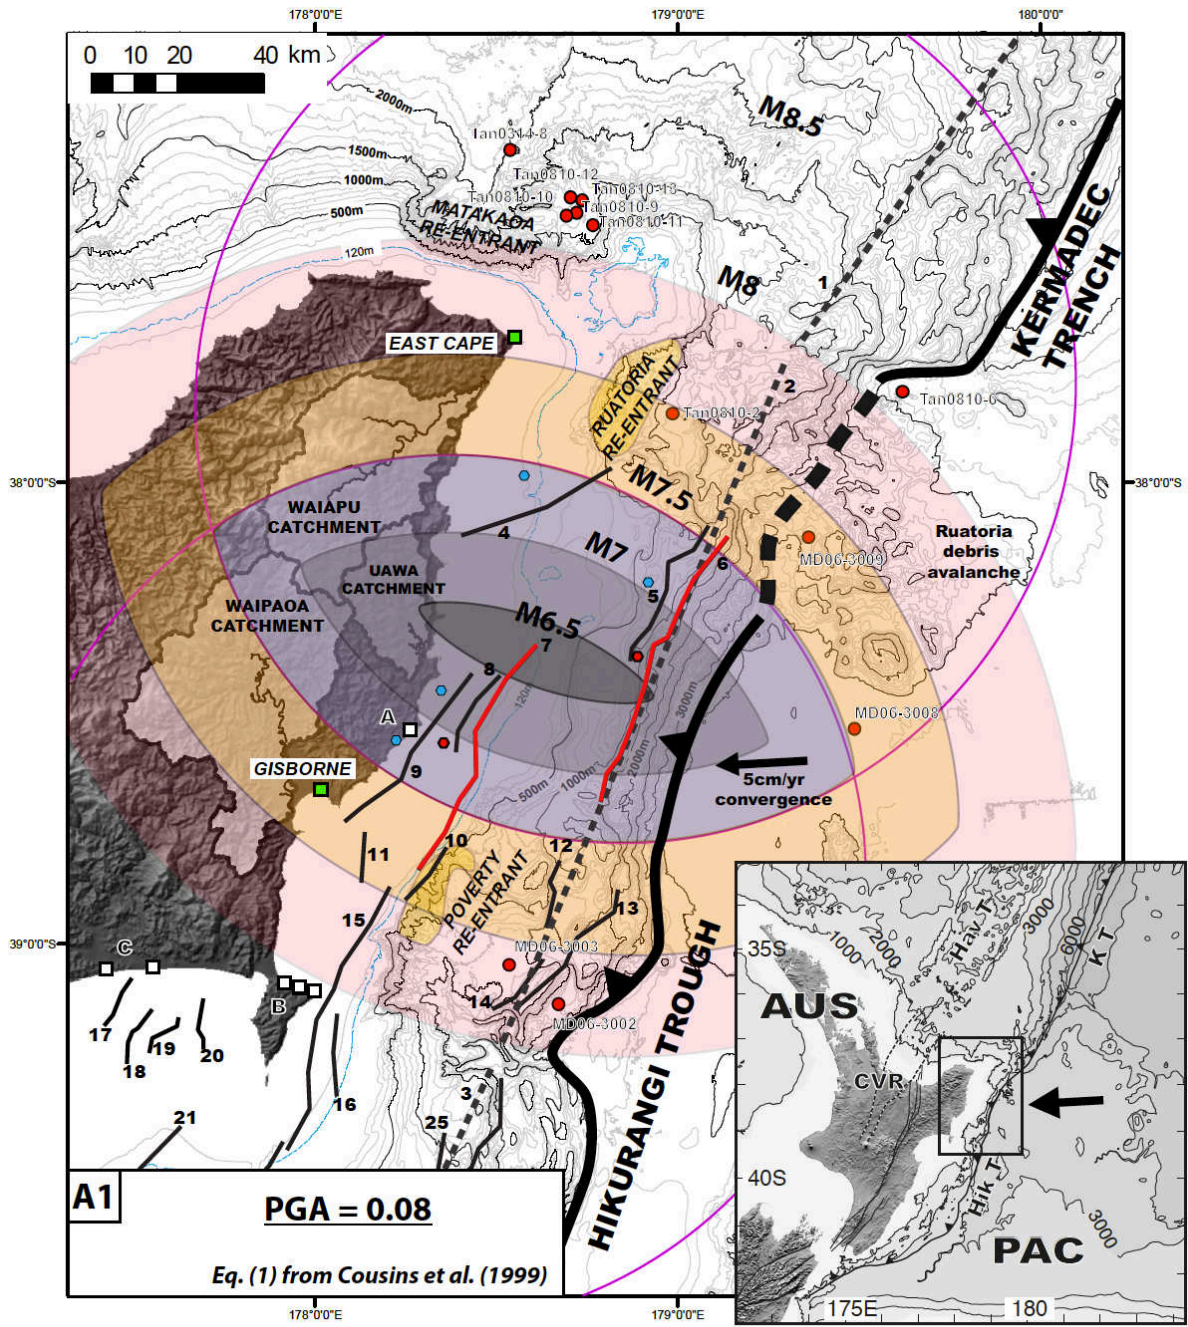 178°0'0"E
179°0'0"E
180°0'0"
0 10 20 40 km
2000m
M8.5
Tan0314-8
1500m
Tan0810-12
1000m
Tan0810-10
Tan0810-13
Tan0810-9
500m
MATAKAOA
RE-ENTRANT
Tan0810-11
120m
M8
1
KERMADEC
TRENCH
EAST CAPE
RUATORIA
RE-ENTRANT
2
Tan0810-6
Tan0810-2
38°0'0"S
38°0'0"S
M7.5
WAIAPU
CATCHMENT
4
M7
Ruatoria
debris
avalanche
MD06-3009
UAWA
CATCHMENT
5
6
WAIPAOA
CATCHMENT
M6.5
7
8
120m
3000m
A
MD06-3008
2000m
1000m
500m
9
GISBORNE
5cm/yr
convergence
11
10
12
POVERTY
RE-ENTRANT
13
15
39°0'0"S
C
MD06-3003
B
14
MD06-3002
17
18
19
20
HIKURANGI TROUGH
3
16
21
25
A1
PGA = 0.08
Eq. (1) from Cousins et al. (1999)
178°0'0"E
179°0'0"E
35S
1000
2000
Hav T
3000
6000
K T
AUS
CVR
40S
Hik T
3000
PAC
175E
180